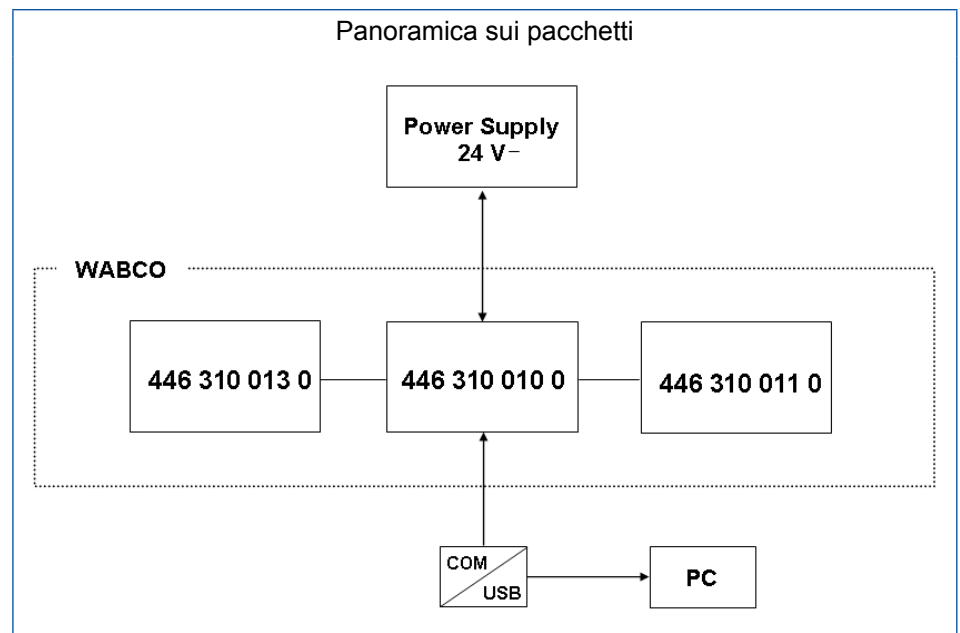 Panoramica sui pacchetti
Power Supply
24 V⎓
WABCO
446 310 013 0
446 310 010 0
446 310 011 0
COM
USB
PC